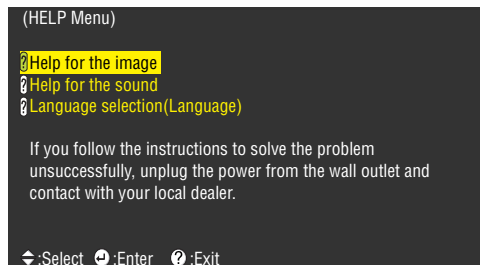 (HELP Menu)
?Help for the image
?Help for the sound
?Language selection(Language)
If you follow the instructions to solve the problem
unsuccessfully, unplug the power from the wall outlet and
contact with your local dealer.
:Select :Enter ? :Exit